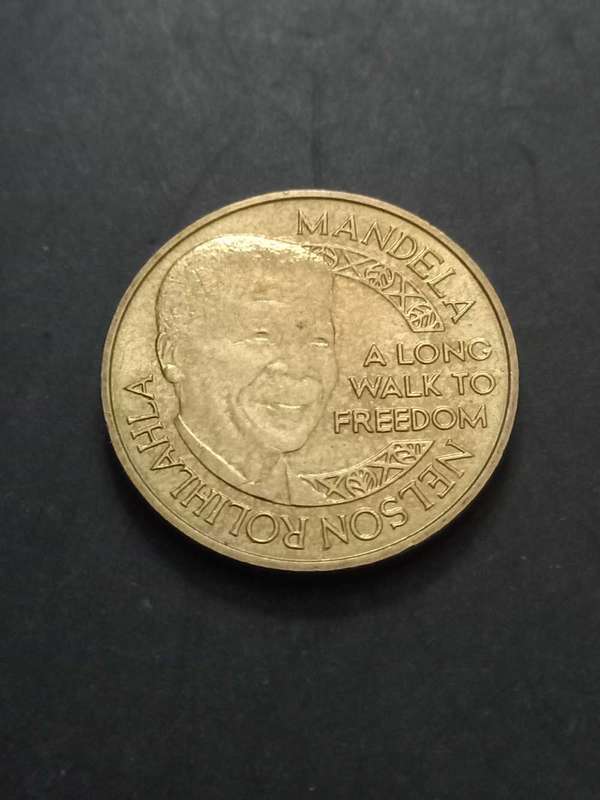 NELSON ROLIHLAHLA
MANDELA
A LONG
WALK TO
FREEDOM